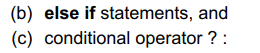 (b) else if statements, and
(c) conditional operator ? :